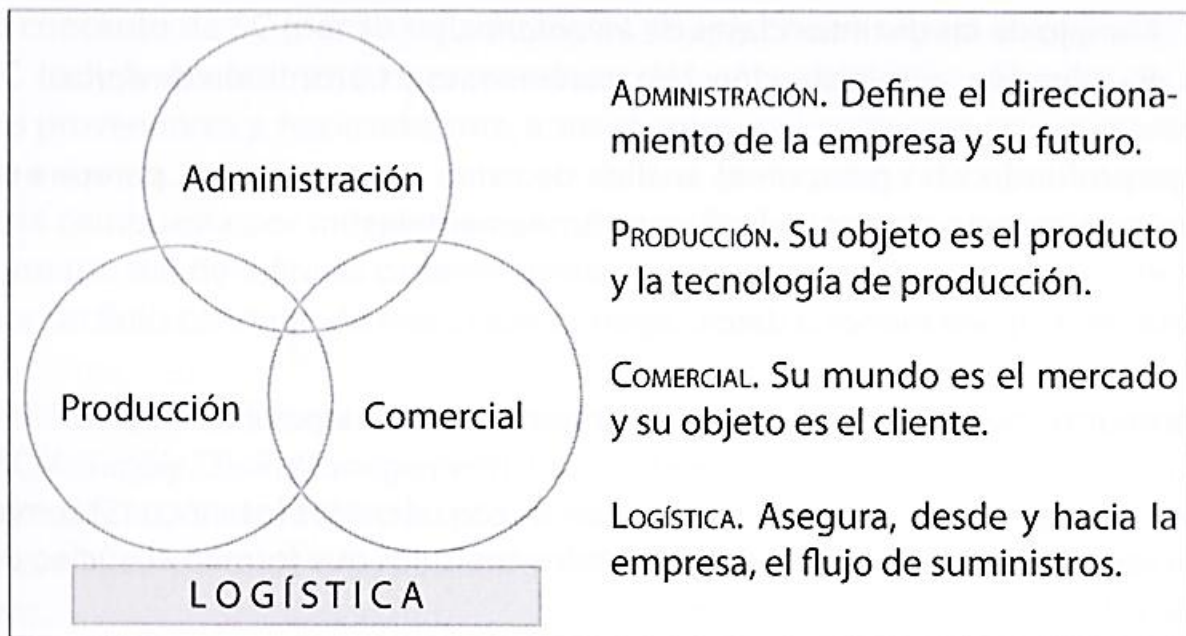 Administración
Producción
Comercial
LOGÍSTICA
ADMINISTRACIÓN. Define el direcciona-
miento de la empresa y su futuro.
PRODUCCIÓN. Su objeto es el producto
y la tecnología de producción.
COMERCIAL. Su mundo es el mercado
y su objeto es el cliente.
LOGÍSTICA. Asegura, desde y hacia la
empresa, el flujo de suministros.